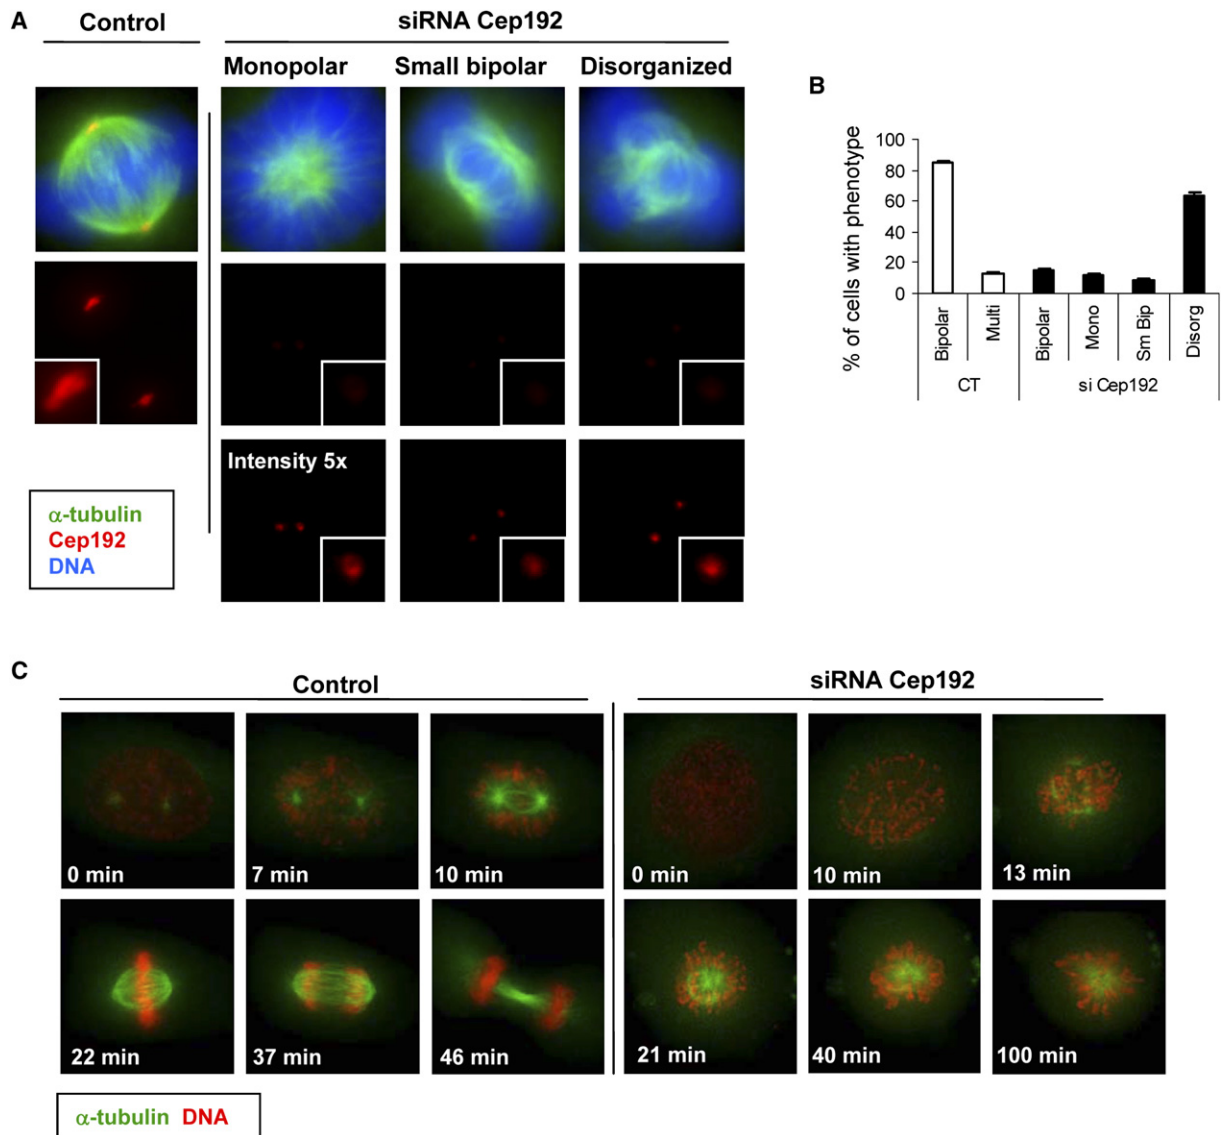 A
Control
siRNA Cep192
Monopolar
Small bipolar
Disorganized
Intensity 5x
α-tubulin
Cep192
DNA
B
% of cells with phenotype
100
80
60
40
20
0
Bipolar
Multi
Bipolar
Mono
Sm Bip
Disorg
CT
si Cep192
C
Control
siRNA Cep192
0 min
7 min
10 min
0 min
10 min
13 min
22 min
37 min
46 min
21 min
40 min
100 min
α-tubulin DNA